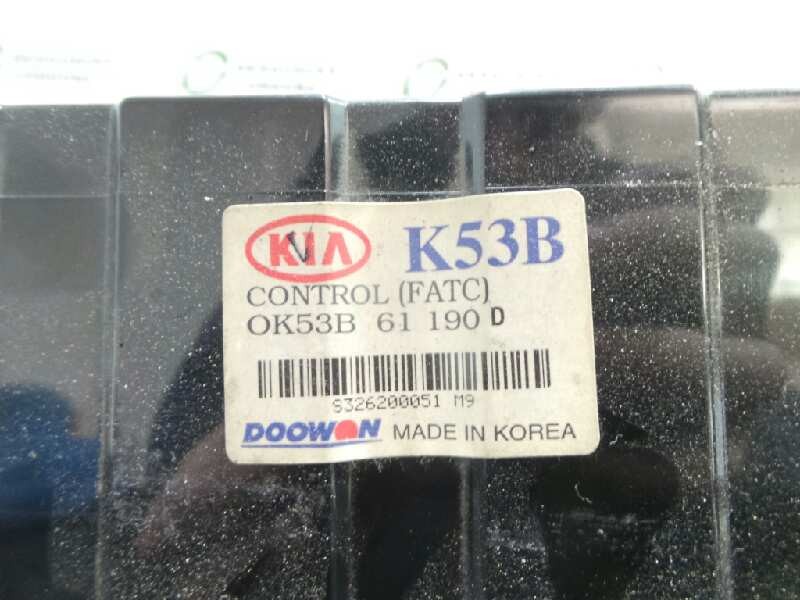 KIA K53B
CONTROL (FATC)
OK53B 61 190 D
S326200051 M9
DOOWON MADE IN KOREA